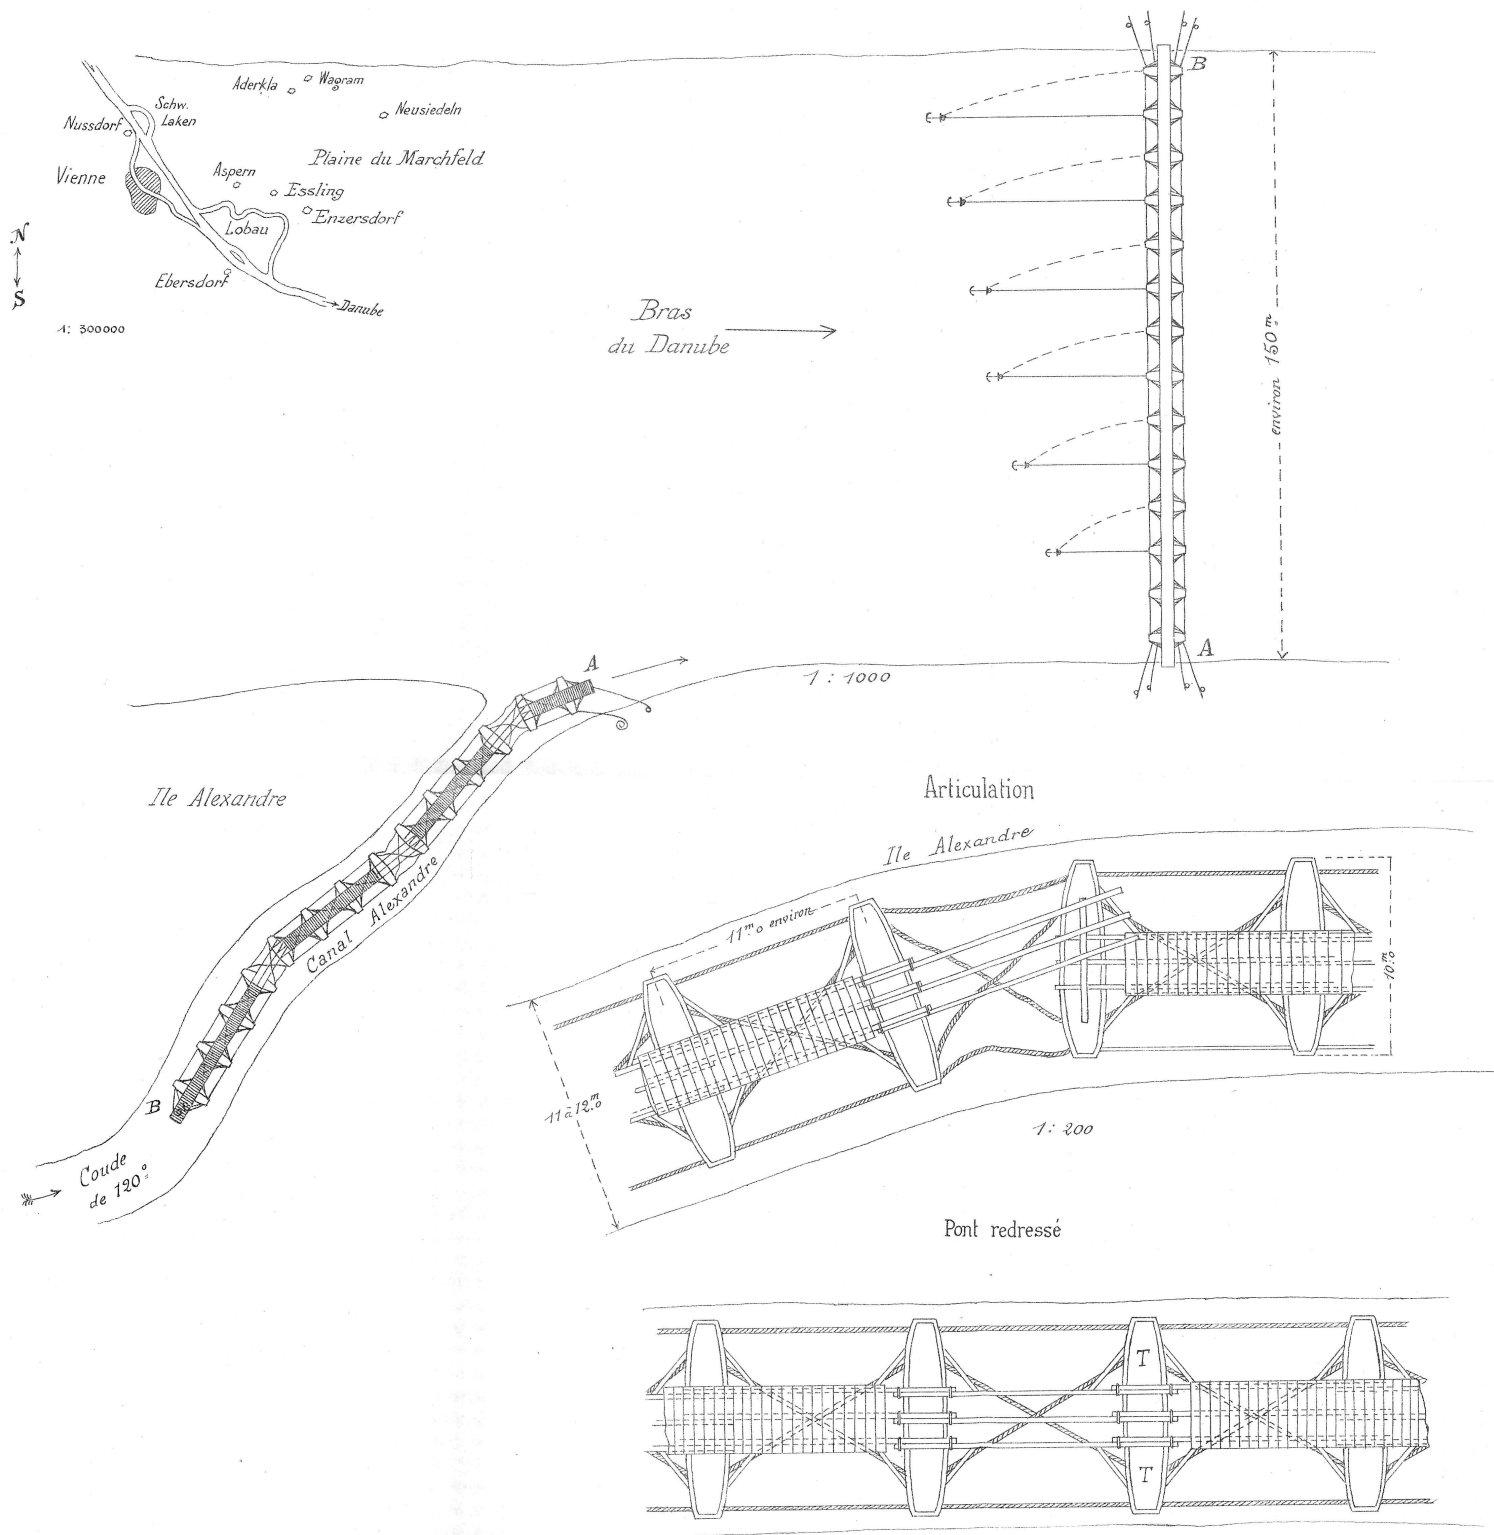 Aderkla
Wagram
Neusiedeln
Schw.
Laken
Nussdorf
Plaine du Marchfeld
Vienne
Aspern
Essling
Enzersdorf
Lobau
Ebersdorf
Danube
N
S
1: 300000
Bras
du Danube
B
environ 150m
A
1 : 1000
A
Ile Alexandre
Canal Alexandre
B
Coude
de 120°
Articulation
Ile Alexandre
11m.0 environ
10m.0
11 à 12m.0
1: 200
Pont redressé
T
T